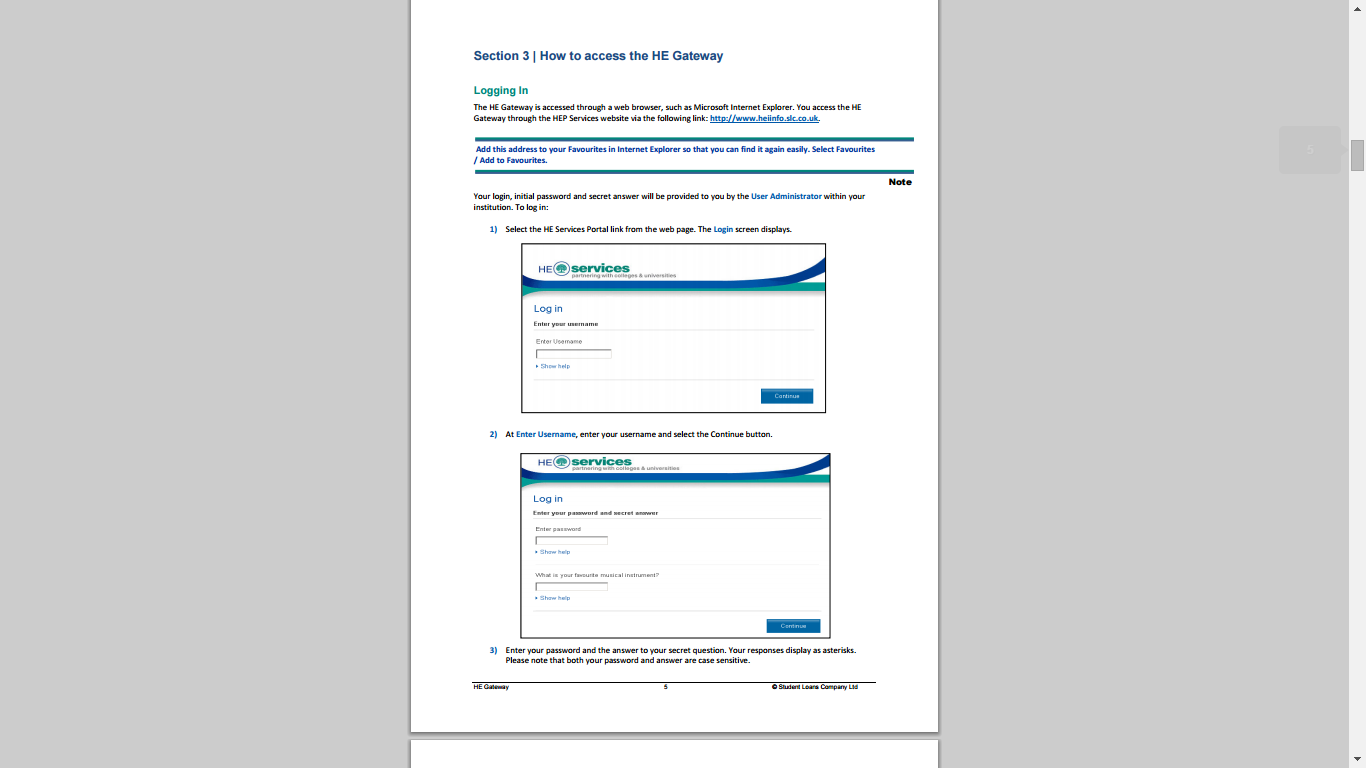 Section 3 | How to access the HE Gateway
Logging In
The HE Gateway is accessed through a web browser, such as Microsoft Internet Explorer. You access the HE
Gateway through the HEP Services website via the following link: http://www.heiinfo.slc.co.uk.
Add this address to your Favourites in Internet Explorer so that you can find it again easily. Select Favourites
/ Add to Favourites.
Note
Your login, initial password and secret answer will be provided to you by the User Administrator within your
institution. To log in:
1) Select the HE Services Portal link from the web page. The Login screen displays.
HE services
partnering with colleges & universities
Log in
Enter your username
Enter Username
Show help
Continue
2) At Enter Username, enter your username and select the Continue button.
HE services
partnering with colleges & universities
Log in
Enter your password and secret answer
Enter password
Show help
What is your favourite musical instrument?
Show help
Continue
3) Enter your password and the answer to your secret question. Your responses display as asterisks.
Please note that both your password and answer are case sensitive.
HE Gateway 5 © Student Loans Company Ltd
5